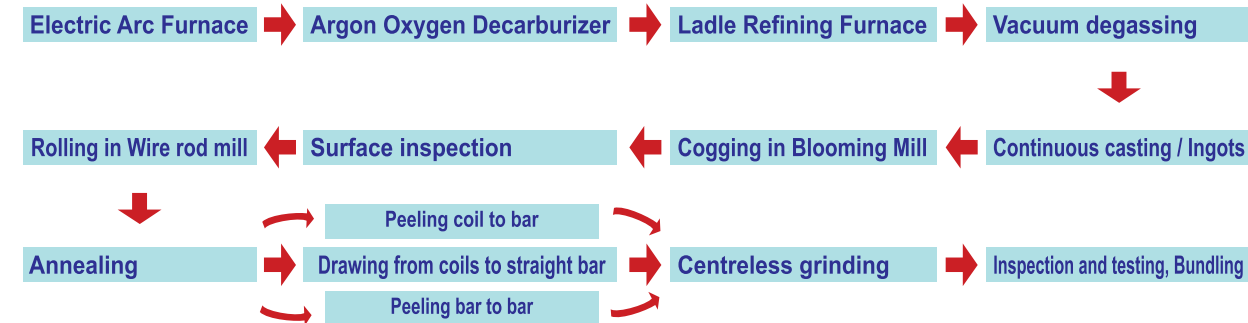 Electric Arc Furnace
Argon Oxygen Decarburizer
Ladle Refining Furnace
Vacuum degassing
Rolling in Wire rod mill
Surface inspection
Cogging in Blooming Mill
Continuous casting / Ingots
Peeling coil to bar
Annealing
Drawing from coils to straight bar
Centreless grinding
Inspection and testing, Bundling
Peeling bar to bar